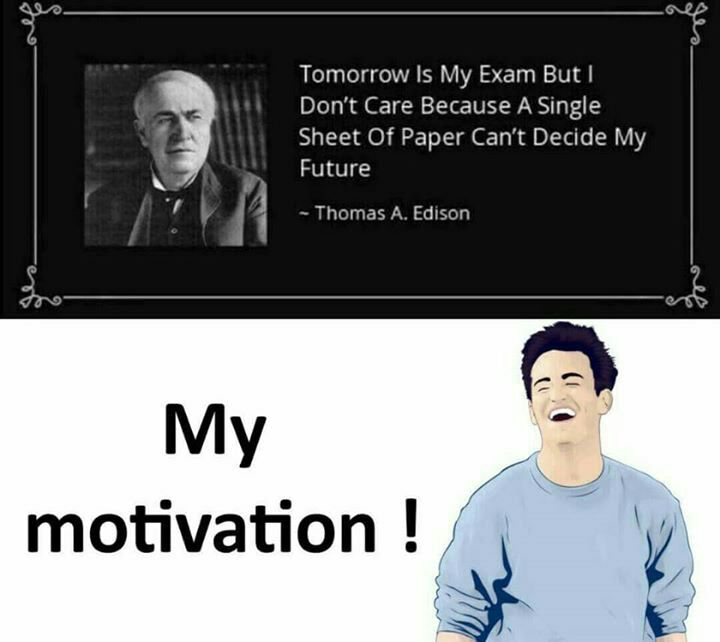 Tomorrow Is My Exam But I
Don't Care Because A Single
Sheet Of Paper Can't Decide My
Future
~ Thomas A. Edison
My
motivation !